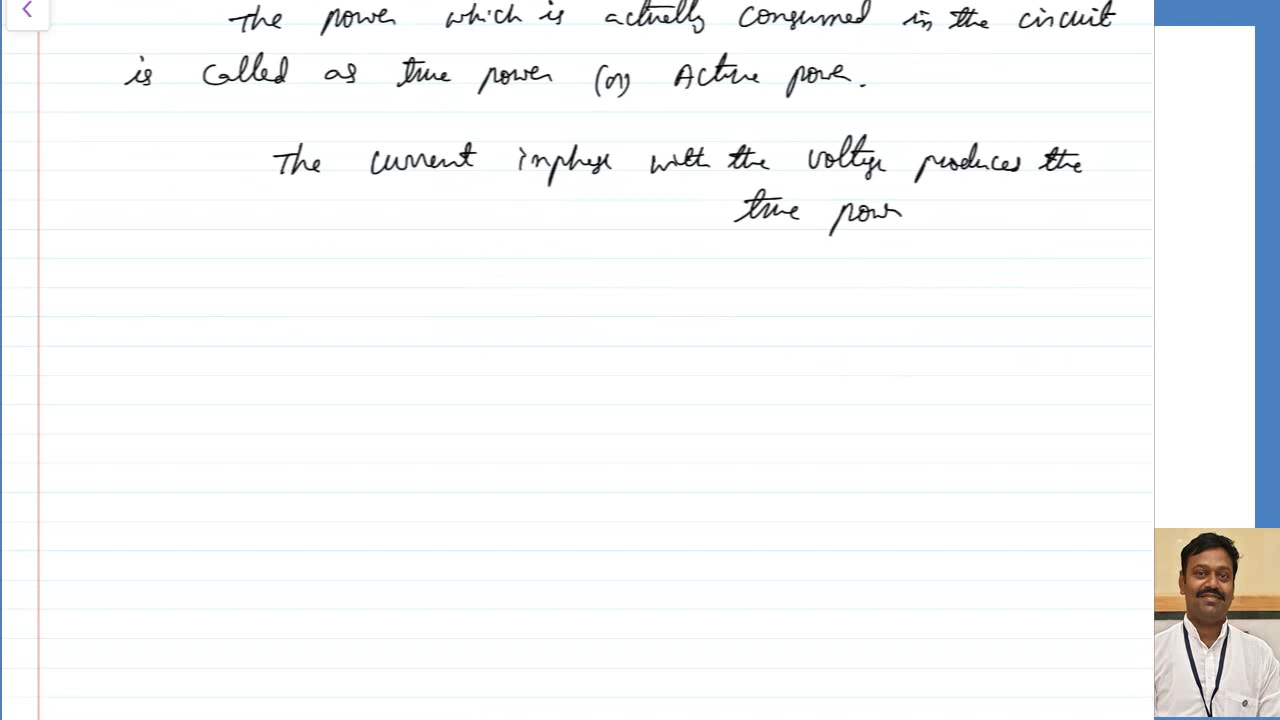 The power which is actually consumed in the circuit
is called as true power (or) Active power.
The current inphase with the voltage produces the
true power